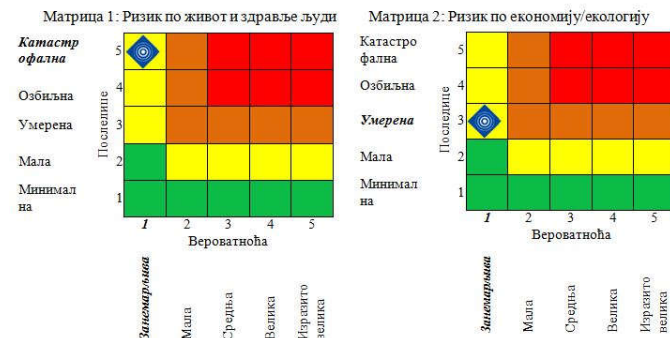 Матрица 1: Ризик по живот и здравље људи
Катастр
офална
Озбиљна
Умерена
Мала
Минимал
на
Последице
5
4
3
2
1
1 2 3 4 5
Вероватноћа
Занемарљива
Мала
Средња
Велика
Изразито
велика
Матрица 2: Ризик по економију/екологију
Катастро
фална
Озбиљна
Умерена
Мала
Минимал
на
Последице
5
4
3
2
1
1 2 3 4 5
Вероватноћа
Занемарљива
Мала
Средња
Велика
Изразито
велика